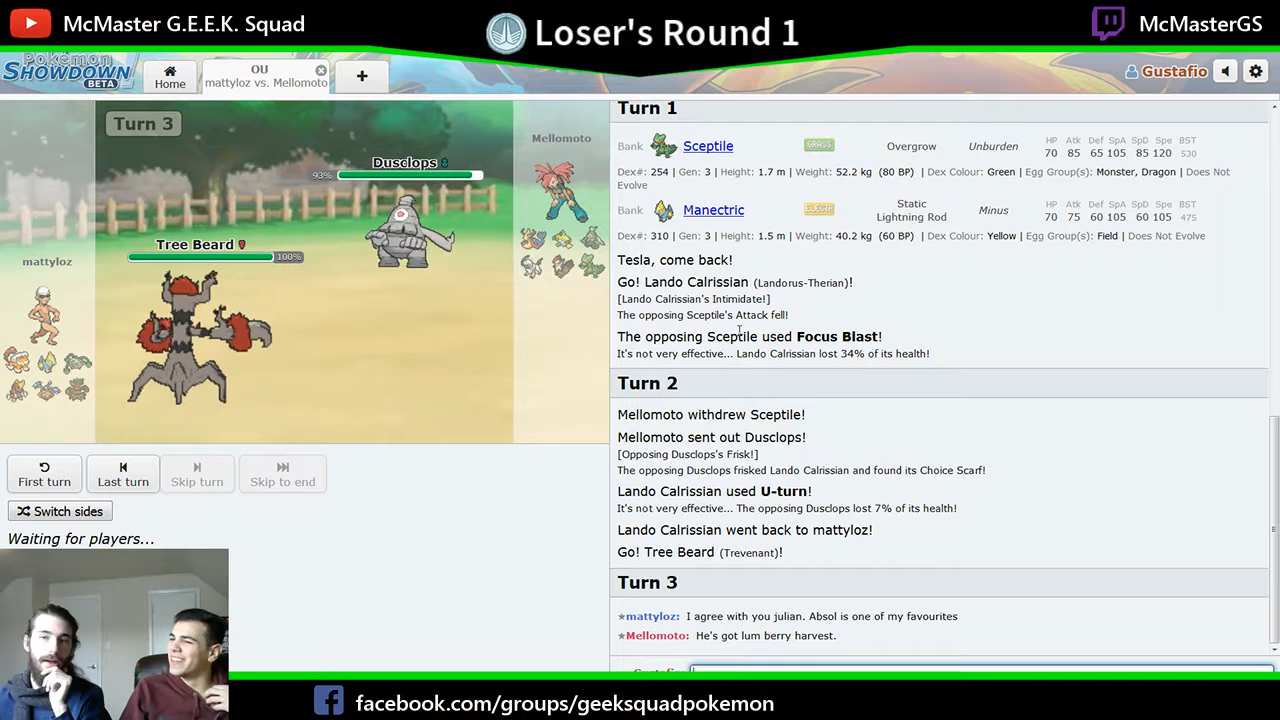 McMaster G.E.E.K. Squad
Loser's Round 1
McMasterGS
Pokémon
SHOWDOWN
BETA
Home
OU
mattyloz vs. Mellomoto
+
Gustafio
Turn 3
mattyloz
Mellomoto
Dusclops
93%
Tree Beard
100%
First turn
Last turn
Skip turn
Skip to end
Switch sides
Waiting for players...
Turn 1
Bank Sceptile GRASS Overgrow Unburden HP 70 Atk 85 Def 65 SpA 105 SpD 85 Spe 120 BST 530
Dex#: 254 | Gen: 3 | Height: 1.7 m | Weight: 52.2 kg (80 BP) | Dex Colour: Green | Egg Group(s): Monster, Dragon | Does Not
Evolve
Bank Manectric ELECTR Static Lightning Rod Minus HP 70 Atk 75 Def 60 SpA 105 SpD 60 Spe 105 BST 475
Dex#: 310 | Gen: 3 | Height: 1.5 m | Weight: 40.2 kg (60 BP) | Dex Colour: Yellow | Egg Group(s): Field | Does Not Evolve
Tesla, come back!
Go! Lando Calrissian (Landorus-Therian)!
[Lando Calrissian's Intimidate!]
The opposing Sceptile's Attack fell!
The opposing Sceptile used Focus Blast!
It's not very effective... Lando Calrissian lost 34% of its health!
Turn 2
Mellomoto withdrew Sceptile!
Mellomoto sent out Dusclops!
[Opposing Dusclops's Frisk!]
The opposing Dusclops frisked Lando Calrissian and found its Choice Scarf!
Lando Calrissian used U-turn!
It's not very effective... The opposing Dusclops lost 7% of its health!
Lando Calrissian went back to mattyloz!
Go! Tree Beard (Trevenant)!
Turn 3
★mattyloz: I agree with you julian. Absol is one of my favourites
★Mellomoto: He's got lum berry harvest.
facebook.com/groups/geeksquadpokemon